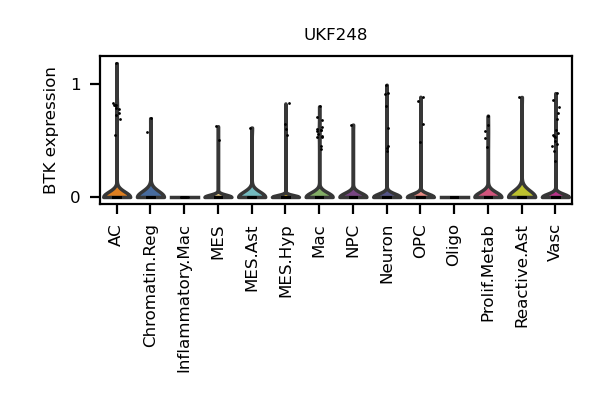 UKF248
BTK expression
1
0
AC
Chromatin.Reg
Inflammatory.Mac
MES
MES.Ast
MES.Hyp
Mac
NPC
Neuron
OPC
Oligo
Prolif.Metab
Reactive.Ast
Vasc